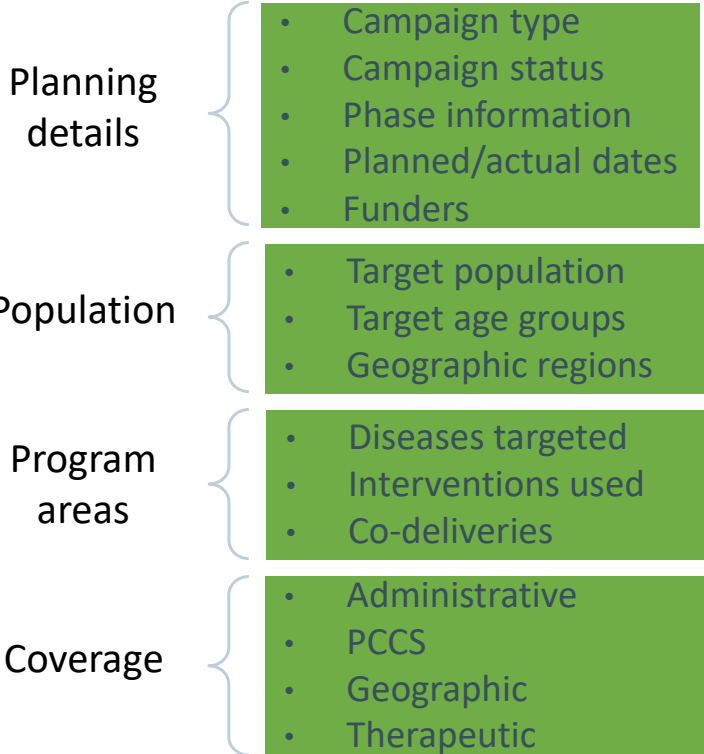 Planning
details
• Campaign type
• Campaign status
• Phase information
• Planned/actual dates
• Funders
Population
• Target population
• Target age groups
• Geographic regions
Program
areas
• Diseases targeted
• Interventions used
• Co-deliveries
Coverage
• Administrative
• PCCS
• Geographic
• Therapeutic